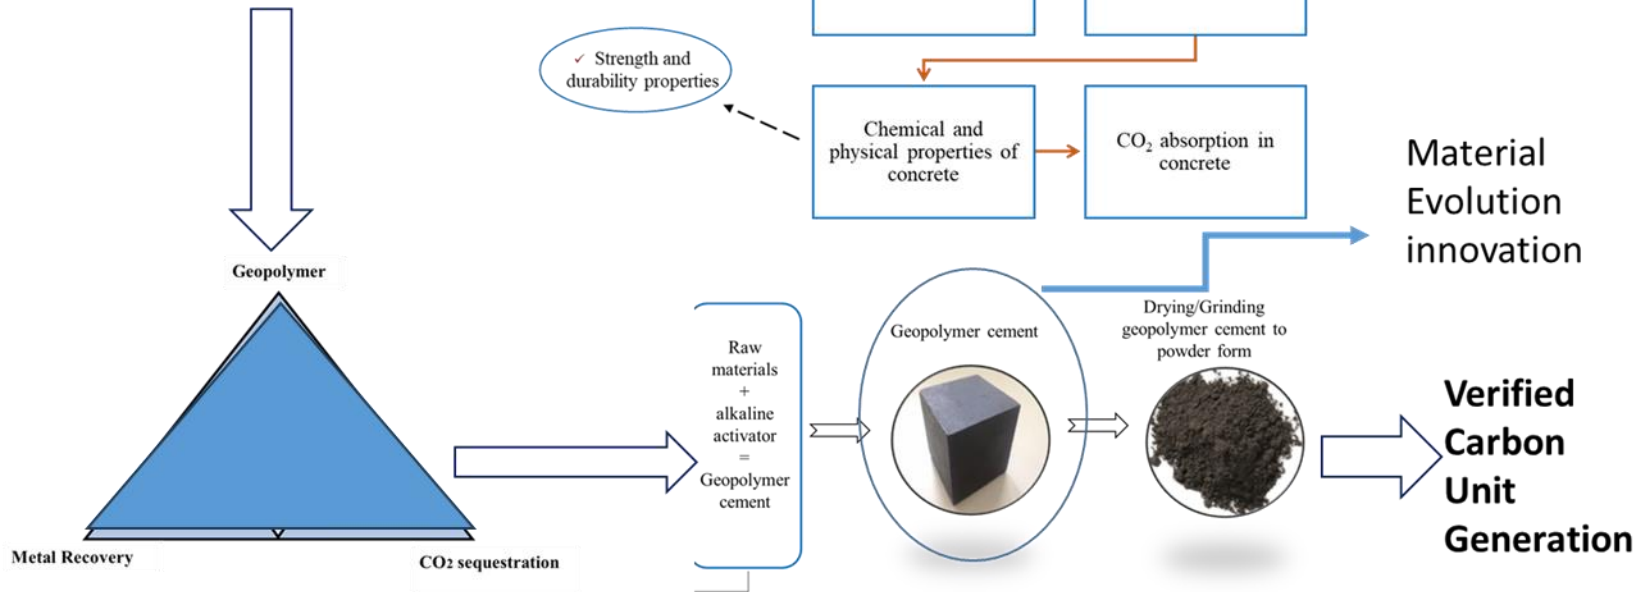 ✓ Strength and
durability properties
Chemical and
physical properties of
concrete
CO₂ absorption in
concrete
Material
Evolution
innovation
Geopolymer
Metal Recovery
CO2 sequestration
Raw
materials
+
alkaline
activator
=
Geopolymer
cement
Geopolymer cement
Drying/Grinding
geopolymer cement to
powder form
Verified
Carbon
Unit
Generation